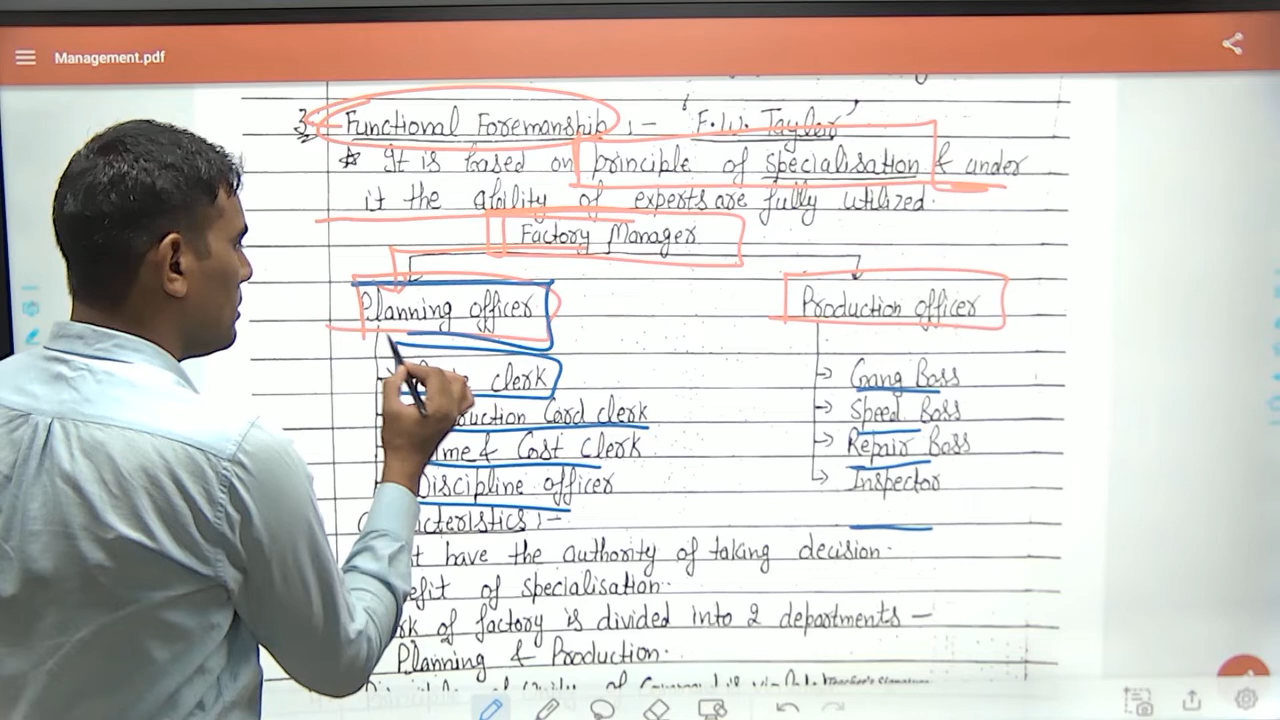 Management.pdf
3. Functional Foremanship :- 'F.W. Tayler'
☆ It is based on principle of specialisation & under
it the ability of experts are fully utilized.
Factory Manager
Planning officer
Production officer
clerk
Card clerk
& Cost clerk
Discipline officer
Gang Boss
Speed Boss
Repair Boss
Inspector
:-
have the authority of taking decision.
of specialisation.
of factory is divided into 2 departments -
Planning & Production.
Teacher's Signature